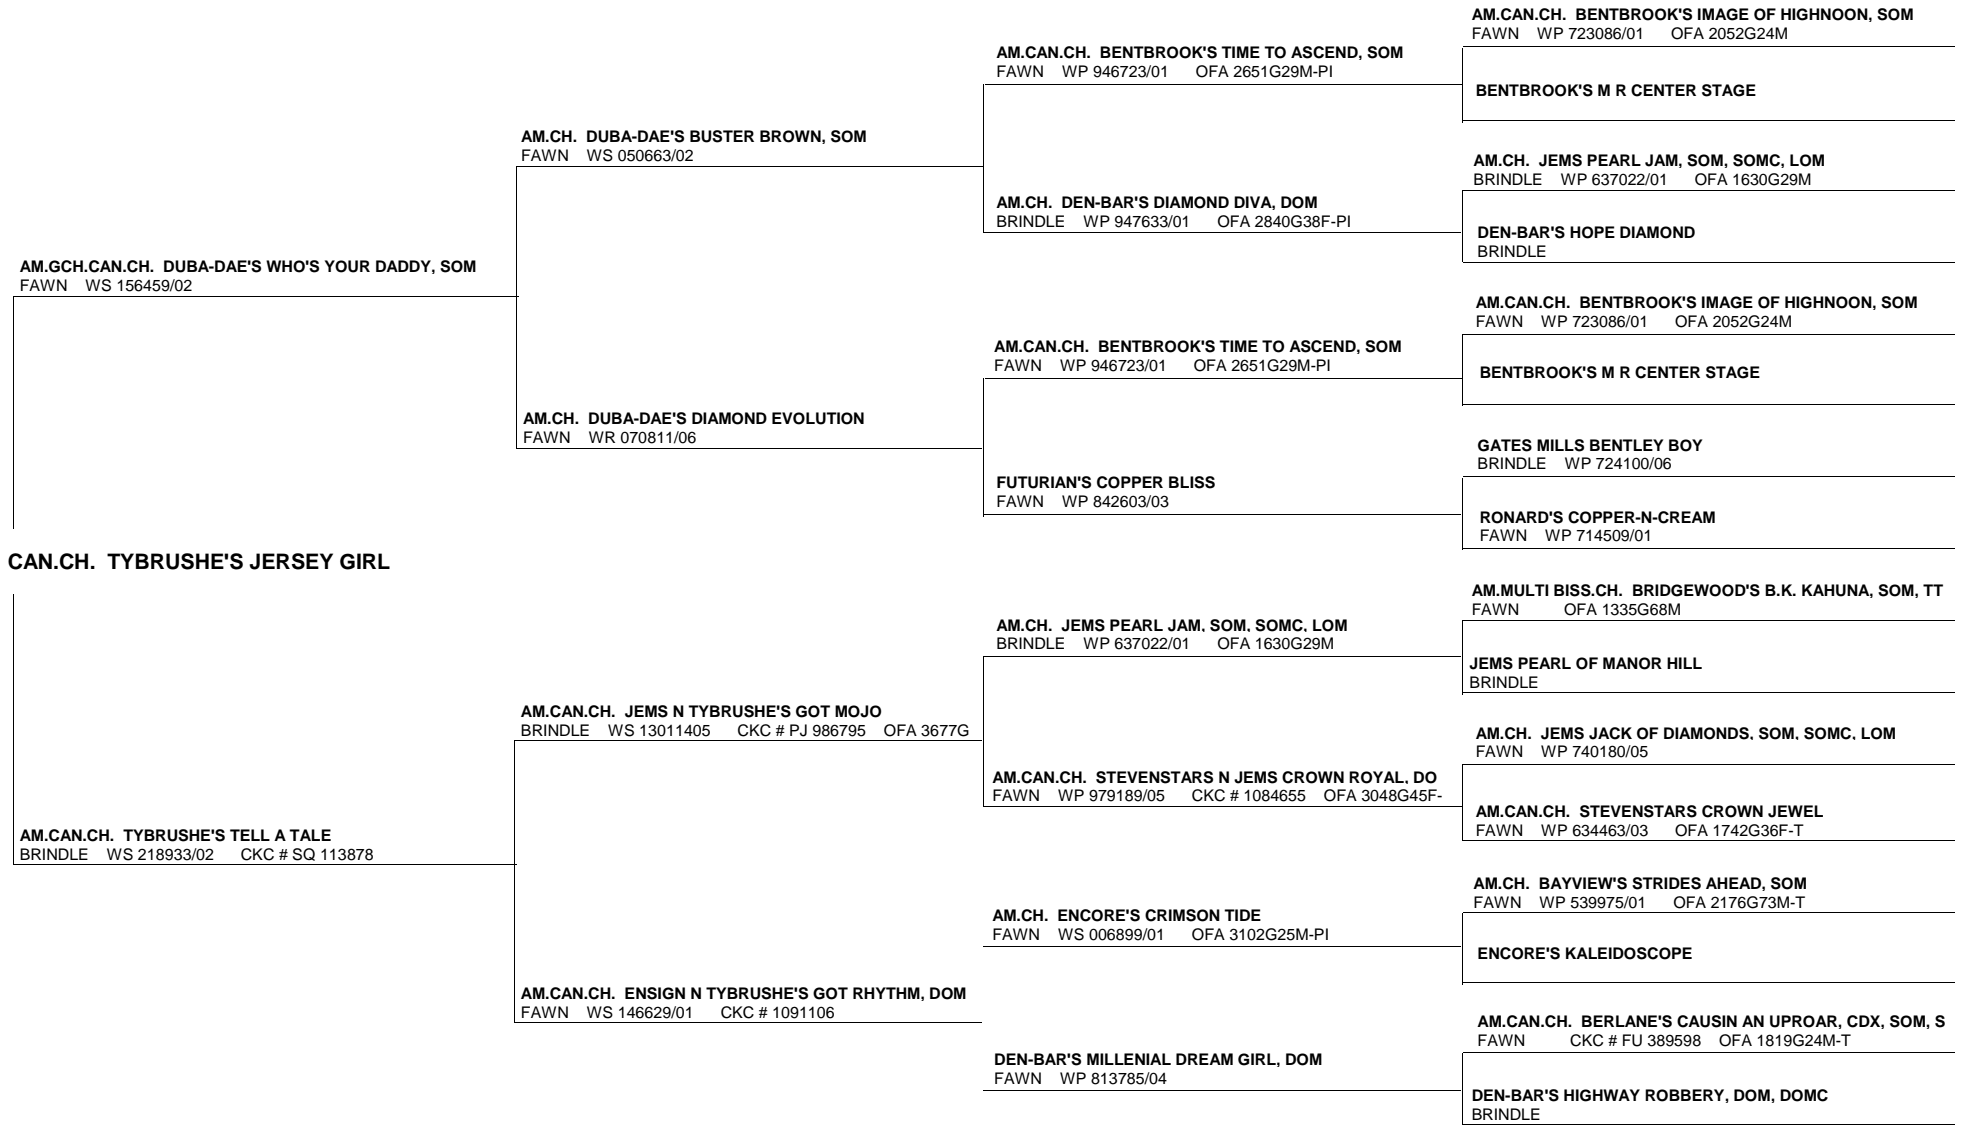 AM.CAN.CH. BENTBROOK'S IMAGE OF HIGHNOON, SOM
FAWN WP 723086/01 OFA 2052G24M
AM.CAN.CH. BENTBROOK'S TIME TO ASCEND, SOM
FAWN WP 946723/01 OFA 2651G29M-PI
BENTBROOK'S M R CENTER STAGE
AM.CH. DUBA-DAE'S BUSTER BROWN, SOM
FAWN WS 050663/02
AM.CH. JEMS PEARL JAM, SOM, SOMC, LOM
BRINDLE WP 637022/01 OFA 1630G29M
AM.CH. DEN-BAR'S DIAMOND DIVA, DOM
BRINDLE WP 947633/01 OFA 2840G38F-PI
DEN-BAR'S HOPE DIAMOND
BRINDLE
AM.GCH.CAN.CH. DUBA-DAE'S WHO'S YOUR DADDY, SOM
FAWN WS 156459/02
AM.CAN.CH. BENTBROOK'S IMAGE OF HIGHNOON, SOM
FAWN WP 723086/01 OFA 2052G24M
AM.CAN.CH. BENTBROOK'S TIME TO ASCEND, SOM
FAWN WP 946723/01 OFA 2651G29M-PI
BENTBROOK'S M R CENTER STAGE
AM.CH. DUBA-DAE'S DIAMOND EVOLUTION
FAWN WR 070811/06
GATES MILLS BENTLEY BOY
BRINDLE WP 724100/06
FUTURIAN'S COPPER BLISS
FAWN WP 842603/03
RONARD'S COPPER-N-CREAM
FAWN WP 714509/01
CAN.CH. TYBRUSHE'S JERSEY GIRL
AM.MULTI BISS.CH. BRIDGEWOOD'S B.K. KAHUNA, SOM, TT
FAWN OFA 1335G68M
AM.CH. JEMS PEARL JAM, SOM, SOMC, LOM
BRINDLE WP 637022/01 OFA 1630G29M
JEMS PEARL OF MANOR HILL
BRINDLE
AM.CAN.CH. JEMS N TYBRUSHE'S GOT MOJO
BRINDLE WS 13011405 CKC # PJ 986795 OFA 3677G
AM.CH. JEMS JACK OF DIAMONDS, SOM, SOMC, LOM
FAWN WP 740180/05
AM.CAN.CH. STEVENSTARS N JEMS CROWN ROYAL, DO
FAWN WP 979189/05 CKC # 1084655 OFA 3048G45F-
AM.CAN.CH. STEVENSTARS CROWN JEWEL
FAWN WP 634463/03 OFA 1742G36F-T
AM.CAN.CH. TYBRUSHE'S TELL A TALE
BRINDLE WS 218933/02 CKC # SQ 113878
AM.CH. BAYVIEW'S STRIDES AHEAD, SOM
FAWN WP 539975/01 OFA 2176G73M-T
AM.CH. ENCORE'S CRIMSON TIDE
FAWN WS 006899/01 OFA 3102G25M-PI
ENCORE'S KALEIDOSCOPE
AM.CAN.CH. ENSIGN N TYBRUSHE'S GOT RHYTHM, DOM
FAWN WS 146629/01 CKC # 1091106
AM.CAN.CH. BERLANE'S CAUSIN AN UPROAR, CDX, SOM, S
FAWN CKC # FU 389598 OFA 1819G24M-T
DEN-BAR'S MILLENIAL DREAM GIRL, DOM
FAWN WP 813785/04
DEN-BAR'S HIGHWAY ROBBERY, DOM, DOMC
BRINDLE